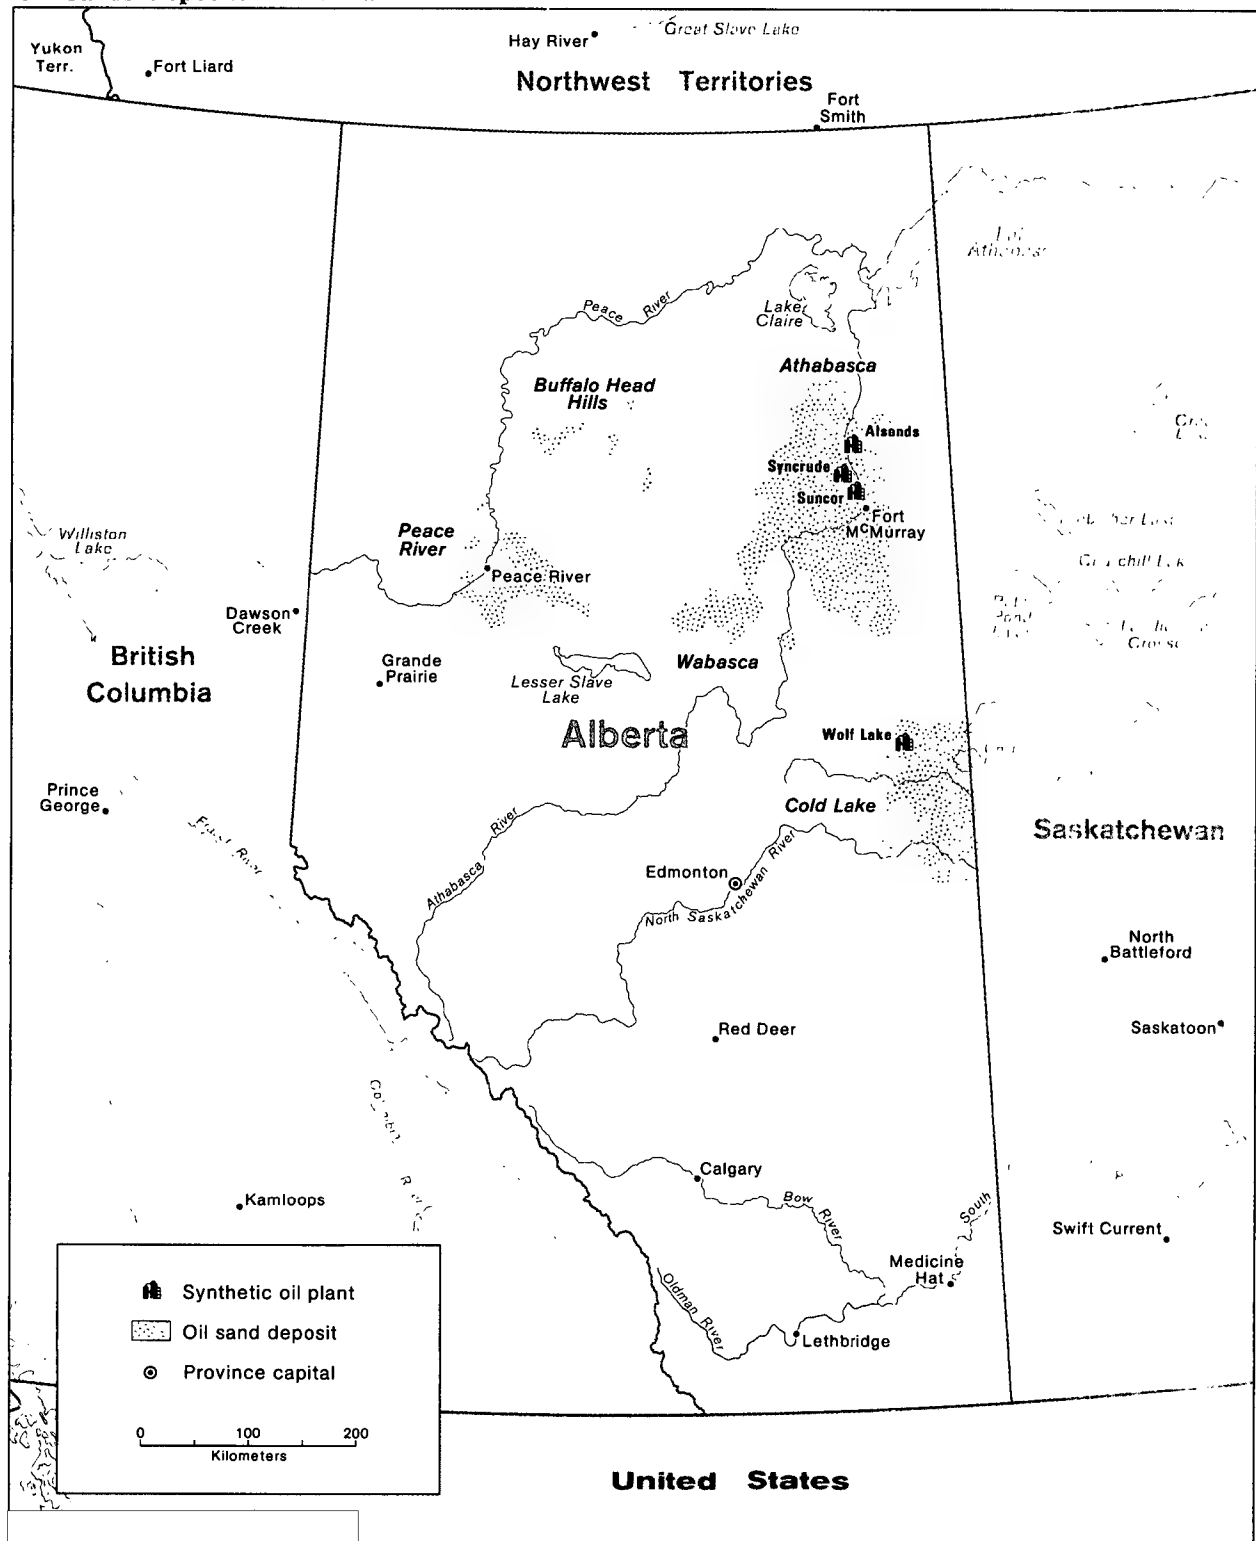 Great Slave Lake
Hay River
Yukon
Terr.
Fort Liard
Northwest Territories
Fort
Smith
Peace River
Lake
Claire
Athabasca
Buffalo Head
Hills
Alsands
Syncrude
Suncor
Fort
McMurray
Peace
River
Peace River
Williston
Lake
Dawson
Creek
British
Columbia
Grande
Prairie
Lesser Slave
Lake
Wabasca
Alberta
Wolf Lake
Cold Lake
Prince
George
Fraser River
Athabasca River
Edmonton
North Saskatchewan River
Saskatchewan
North
Battleford
Saskatoon
Red Deer
Calgary
Bow River
South
Medicine
Hat
Swift Current
Kamloops
Oldman River
Lethbridge
Synthetic oil plant
Oil sand deposit
Province capital
0 100 200
Kilometers
United States